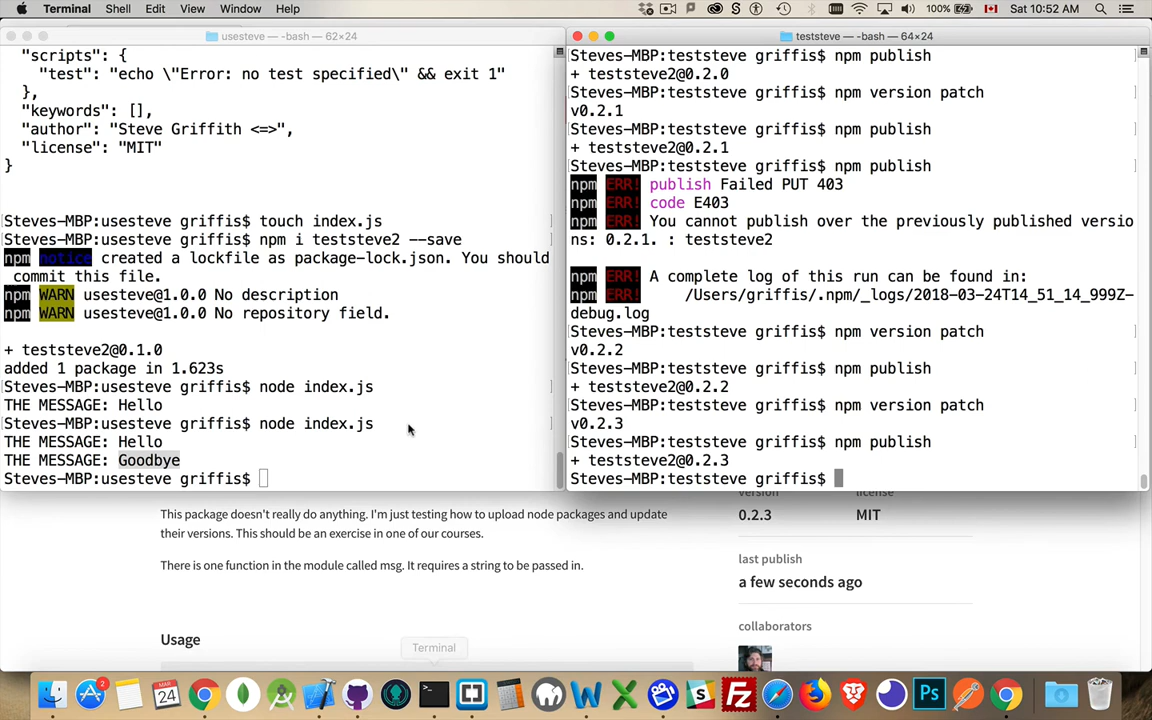 Terminal Shell Edit View Window Help 100% Sat 10:52 AM
usesteve — -bash — 62×24
"scripts": {
"test": "echo \"Error: no test specified\" && exit 1"
},
"keywords": [],
"author": "Steve Griffith <=>",
"license": "MIT"
}
Steves-MBP:usesteve griffis$ touch index.js
Steves-MBP:usesteve griffis$ npm i teststeve2 --save
npm notice created a lockfile as package-lock.json. You should
commit this file.
npm WARN usesteve@1.0.0 No description
npm WARN usesteve@1.0.0 No repository field.
+ teststeve2@0.1.0
added 1 package in 1.623s
Steves-MBP:usesteve griffis$ node index.js
THE MESSAGE: Hello
Steves-MBP:usesteve griffis$ node index.js
THE MESSAGE: Hello
THE MESSAGE: Goodbye
Steves-MBP:usesteve griffis$
teststeve — -bash — 64×24
Steves-MBP:teststeve griffis$ npm publish
+ teststeve2@0.2.0
Steves-MBP:teststeve griffis$ npm version patch
v0.2.1
Steves-MBP:teststeve griffis$ npm publish
+ teststeve2@0.2.1
Steves-MBP:teststeve griffis$ npm publish
npm ERR! publish Failed PUT 403
npm ERR! code E403
npm ERR! You cannot publish over the previously published versio
ns: 0.2.1. : teststeve2
npm ERR! A complete log of this run can be found in:
npm ERR! /Users/griffis/.npm/_logs/2018-03-24T14_51_14_999Z-
debug.log
Steves-MBP:teststeve griffis$ npm version patch
v0.2.2
Steves-MBP:teststeve griffis$ npm publish
+ teststeve2@0.2.2
Steves-MBP:teststeve griffis$ npm version patch
v0.2.3
Steves-MBP:teststeve griffis$ npm publish
+ teststeve2@0.2.3
Steves-MBP:teststeve griffis$
This package doesn't really do anything. I'm just testing how to upload node packages and update
their versions. This should be an exercise in one of our courses.
There is one function in the module called msg. It requires a string to be passed in.
Usage
version license
0.2.3 MIT
last publish
a few seconds ago
collaborators
Terminal
2
MAR
24
Ps